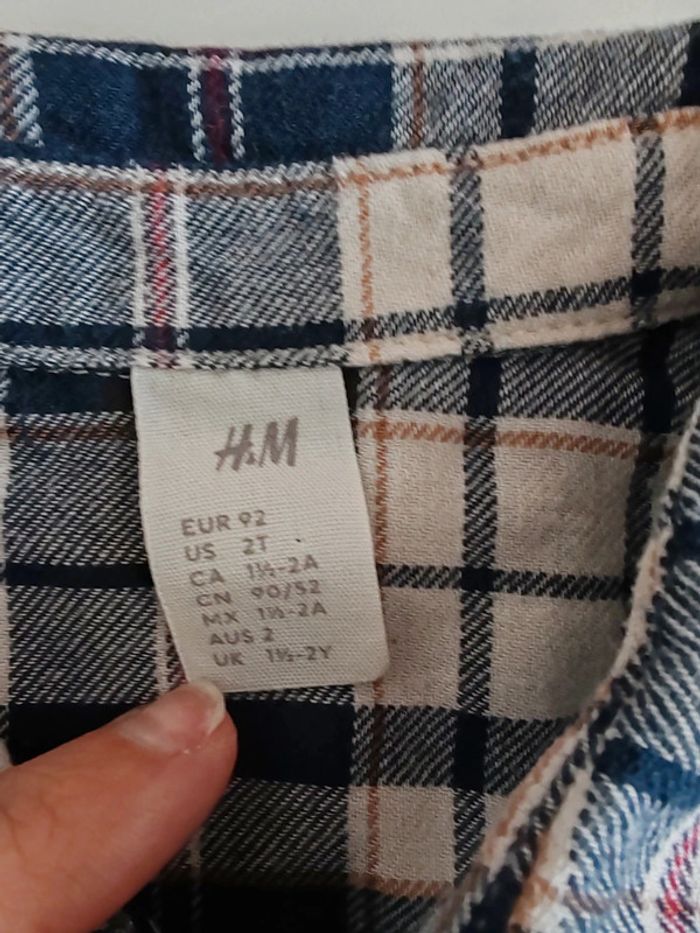 H&M
EUR 92
US 2T
CA 1½-2A
CN 90/52
MX 1½-2A
AUS 2
UK 1½-2Y